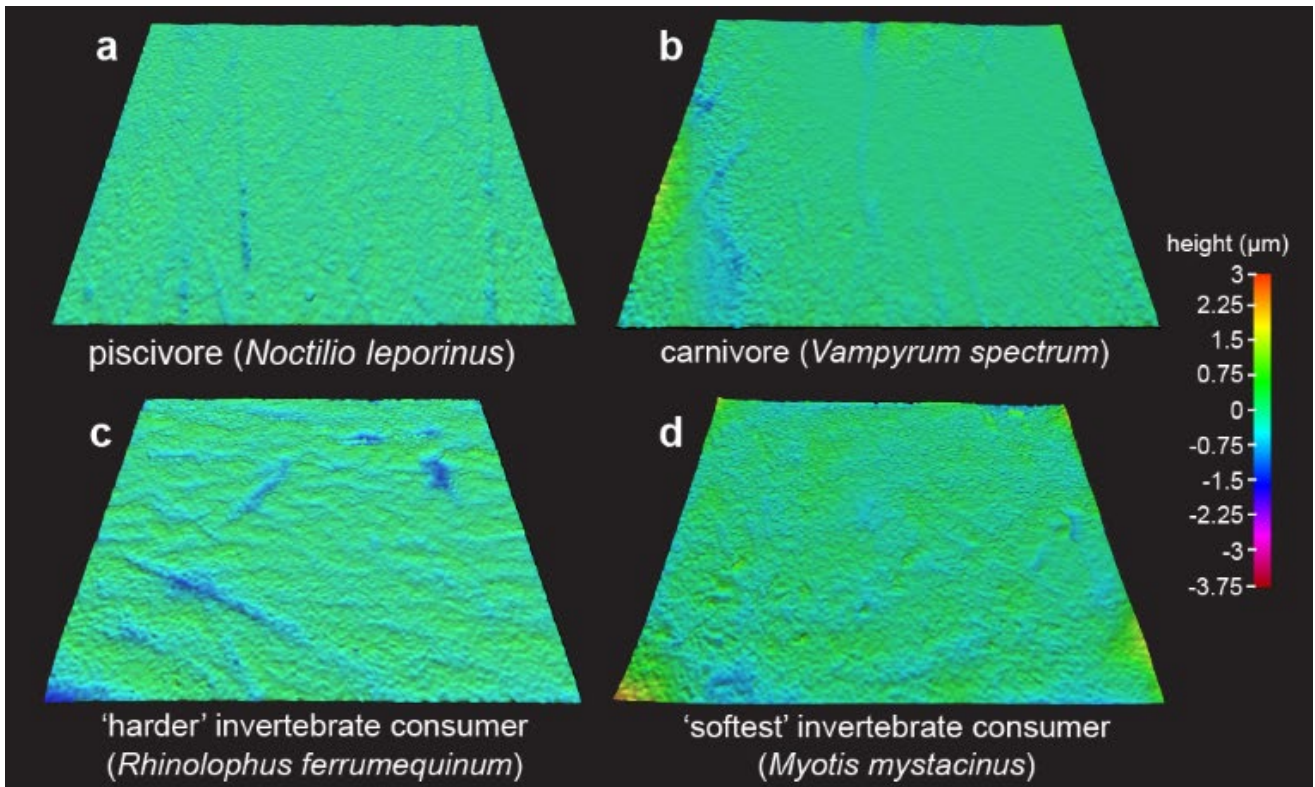 a
b
piscivore (Noctilio leporinus)
carnivore (Vampyrum spectrum)
height (µm)
3
2.25
1.5
0.75
0
-0.75
-1.5
-2.25
-3
-3.75
c
d
‘harder’ invertebrate consumer
(Rhinolophus ferrumequinum)
‘softest’ invertebrate consumer
(Myotis mystacinus)